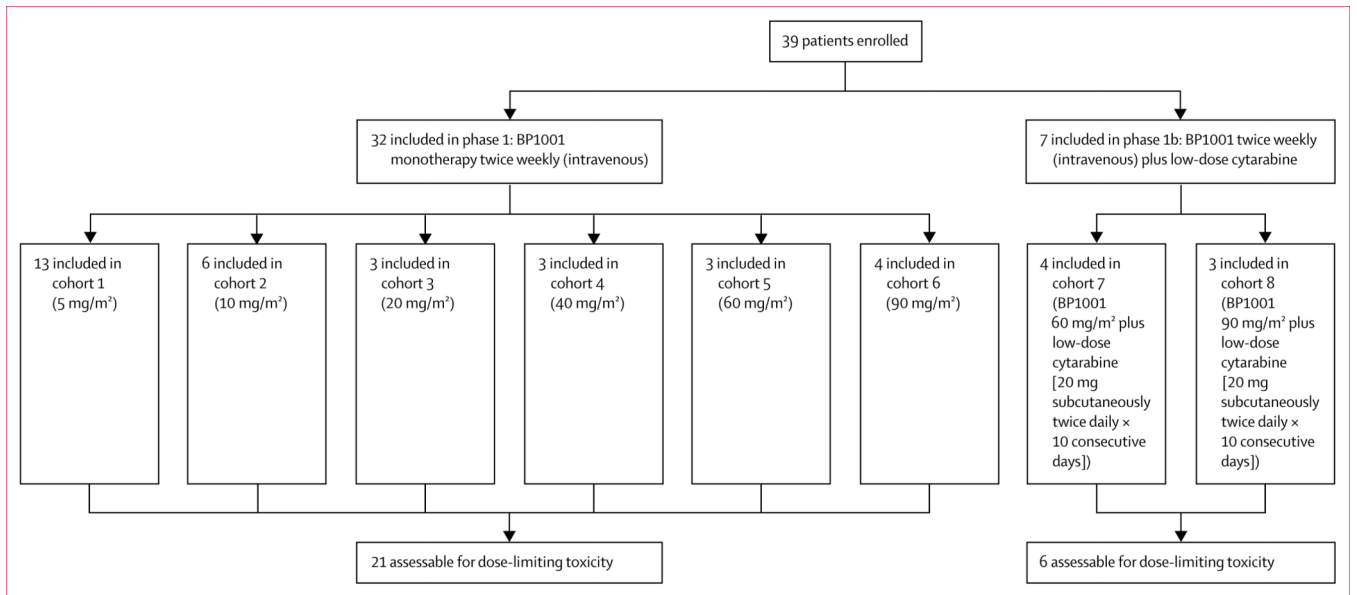 39 patients enrolled
32 included in phase 1: BP1001
monotherapy twice weekly (intravenous)
7 included in phase 1b: BP1001 twice weekly
(intravenous) plus low-dose cytarabine
13 included in
cohort 1
(5 mg/m²)
6 included in
cohort 2
(10 mg/m²)
3 included in
cohort 3
(20 mg/m²)
3 included in
cohort 4
(40 mg/m²)
3 included in
cohort 5
(60 mg/m²)
4 included in
cohort 6
(90 mg/m²)
4 included in
cohort 7
(BP1001
60 mg/m² plus
low-dose
cytarabine
[20 mg
subcutaneously
twice daily ×
10 consecutive
days])
3 included in
cohort 8
(BP1001
90 mg/m² plus
low-dose
cytarabine
[20 mg
subcutaneously
twice daily ×
10 consecutive
days])
21 assessable for dose-limiting toxicity
6 assessable for dose-limiting toxicity